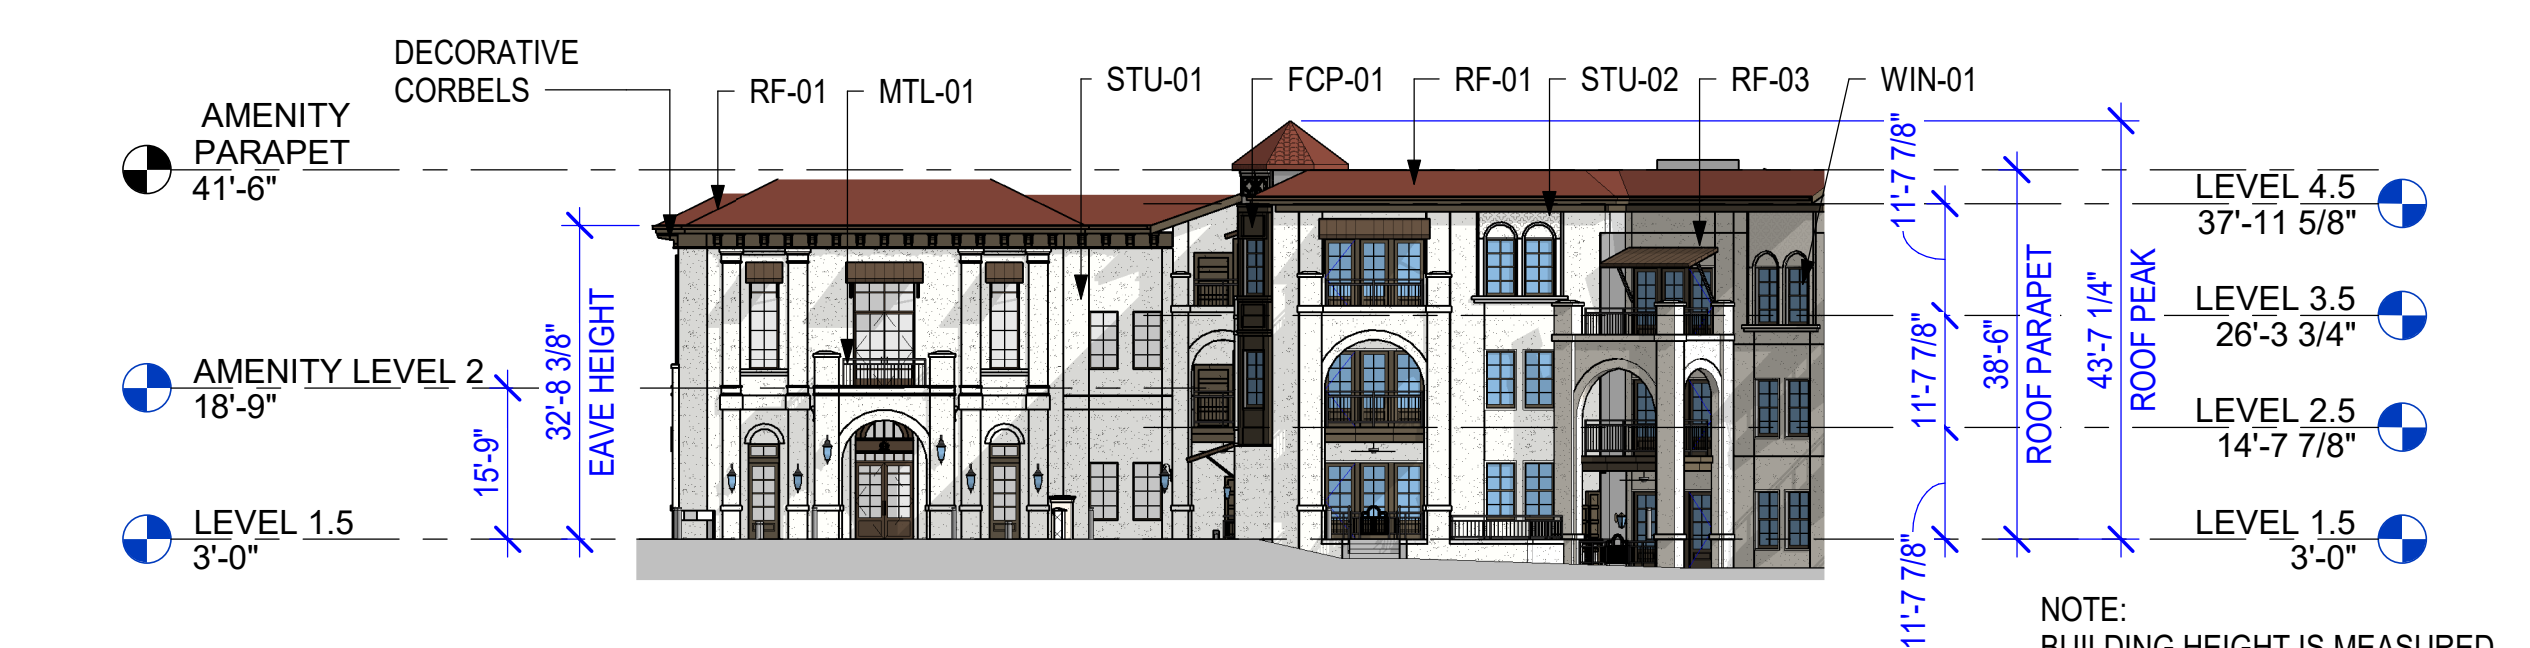 DECORATIVE
CORBELS
RF-01
MTL-01
STU-01
FCP-01
RF-01
STU-02
RF-03
WIN-01
AMENITY
PARAPET
41'-6"
AMENITY LEVEL 2
18'-9"
LEVEL 1.5
3'-0"
15'-9"
32'-8 3/8"
EAVE HEIGHT
11'-7 7/8"
11'-7 7/8"
11'-7 7/8"
38'-6"
ROOF PARAPET
43'-7 1/4"
ROOF PEAK
LEVEL 4.5
37'-11 5/8"
LEVEL 3.5
26'-3 3/4"
LEVEL 2.5
14'-7 7/8"
LEVEL 1.5
3'-0"
NOTE:
BUILDING HEIGHT IS MEASURED